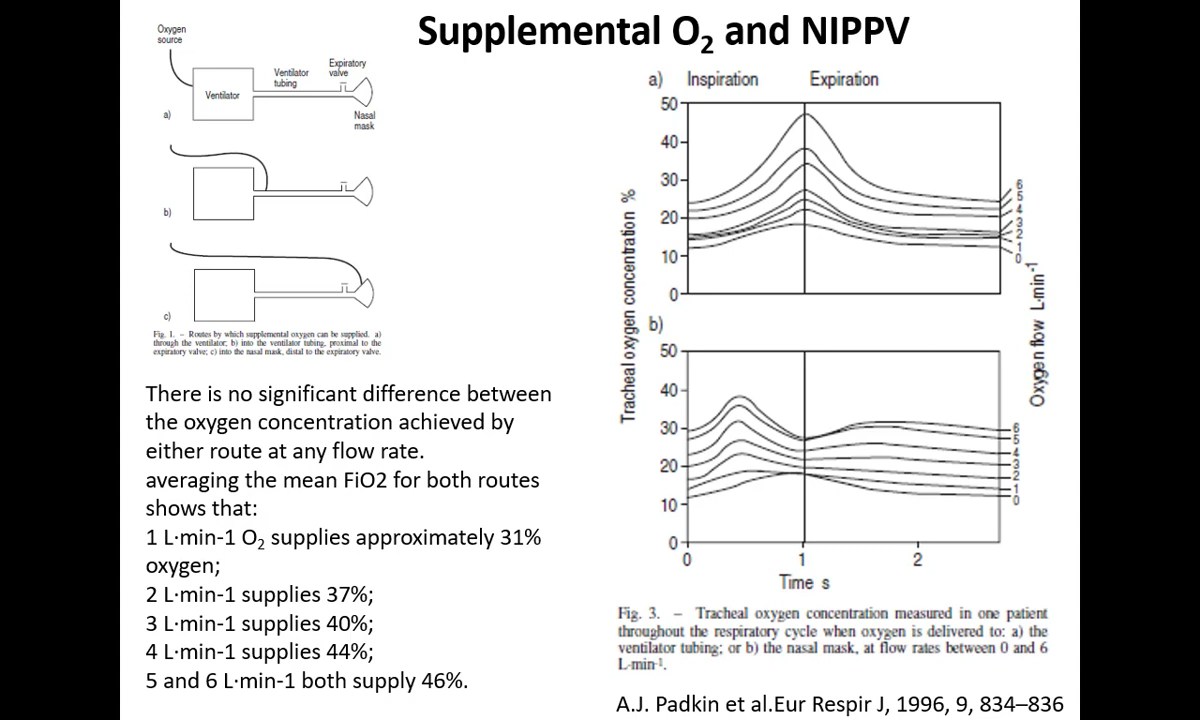 Supplemental O₂ and NIPPV
Oxygen
source
Ventilator
Ventilator
tubing
Expiratory
valve
Nasal
mask
a)
b)
c)
Fig. 1. – Routes by which supplemental oxygen can be supplied. a)
through the ventilator; b) into the ventilator tubing, proximal to the
expiratory valve; c) into the nasal mask, distal to the expiratory valve.
There is no significant difference between
the oxygen concentration achieved by
either route at any flow rate.
averaging the mean FiO2 for both routes
shows that:
1 L·min-1 O₂ supplies approximately 31%
oxygen;
2 L·min-1 supplies 37%;
3 L·min-1 supplies 40%;
4 L·min-1 supplies 44%;
5 and 6 L·min-1 both supply 46%.
a) Inspiration Expiration
50
40
30
20
10
0
6
5
4
3
2
1
0
b)
50
40
30
20
10
0
6
5
4
3
2
1
0
0 1 2
Time s
Tracheal oxygen concentration %
Oxygen flow L·min⁻¹
Fig. 3. – Tracheal oxygen concentration measured in one patient
throughout the respiratory cycle when oxygen is delivered to: a) the
ventilator tubing; or b) the nasal mask, at flow rates between 0 and 6
L·min⁻¹.
A.J. Padkin et al.Eur Respir J, 1996, 9, 834–836